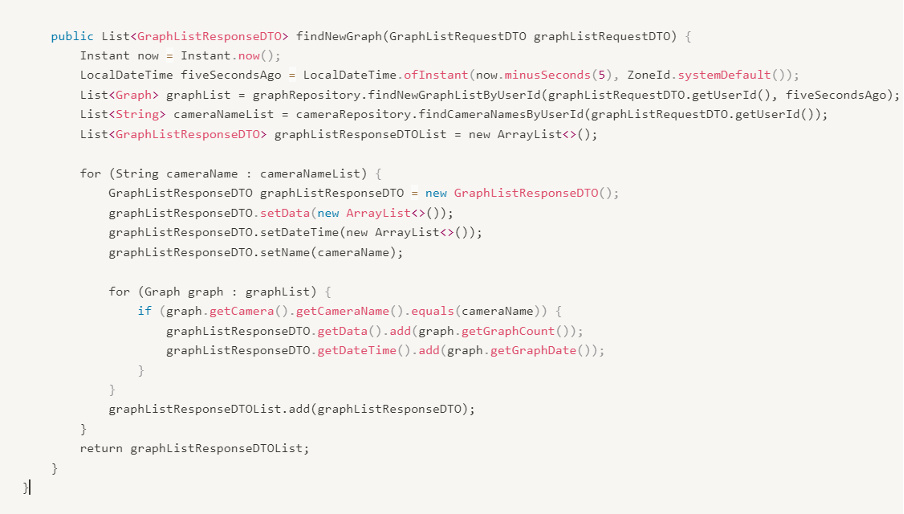 public List<GraphListResponseDTO> findNewGraph(GraphListRequestDTO graphListRequestDTO) {
Instant now = Instant.now();
LocalDateTime fiveSecondsAgo = LocalDateTime.ofInstant(now.minusSeconds(5), ZoneId.systemDefault());
List<Graph> graphList = graphRepository.findNewGraphListByUserId(graphListRequestDTO.getUserId(), fiveSecondsAgo);
List<String> cameraNameList = cameraRepository.findCameraNamesByUserId(graphListRequestDTO.getUserId());
List<GraphListResponseDTO> graphListResponseDTOList = new ArrayList<>();
for (String cameraName : cameraNameList) {
GraphListResponseDTO graphListResponseDTO = new GraphListResponseDTO();
graphListResponseDTO.setData(new ArrayList<>());
graphListResponseDTO.setDateTime(new ArrayList<>());
graphListResponseDTO.setName(cameraName);
for (Graph graph : graphList) {
if (graph.getCamera().getCameraName().equals(cameraName)) {
graphListResponseDTO.getData().add(graph.getGraphCount());
graphListResponseDTO.getDateTime().add(graph.getGraphDate());
}
}
graphListResponseDTOList.add(graphListResponseDTO);
}
return graphListResponseDTOList;
}
}